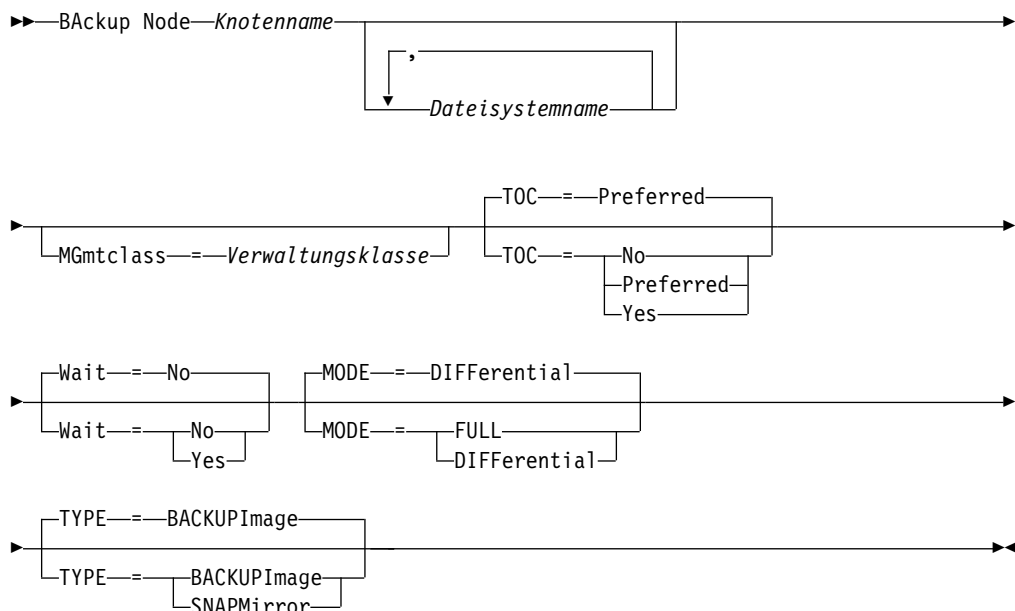 BAckup Node Knotenname
,
Dateisystemname
TOC = Preferred
MGmtclass = Verwaltungsklasse
TOC = No
Preferred
Yes
Wait = No
MODE = DIFFerential
Wait = No
Yes
MODE = FULL
DIFFerential
TYPE = BACKUPImage
TYPE = BACKUPImage
SNAPMirror